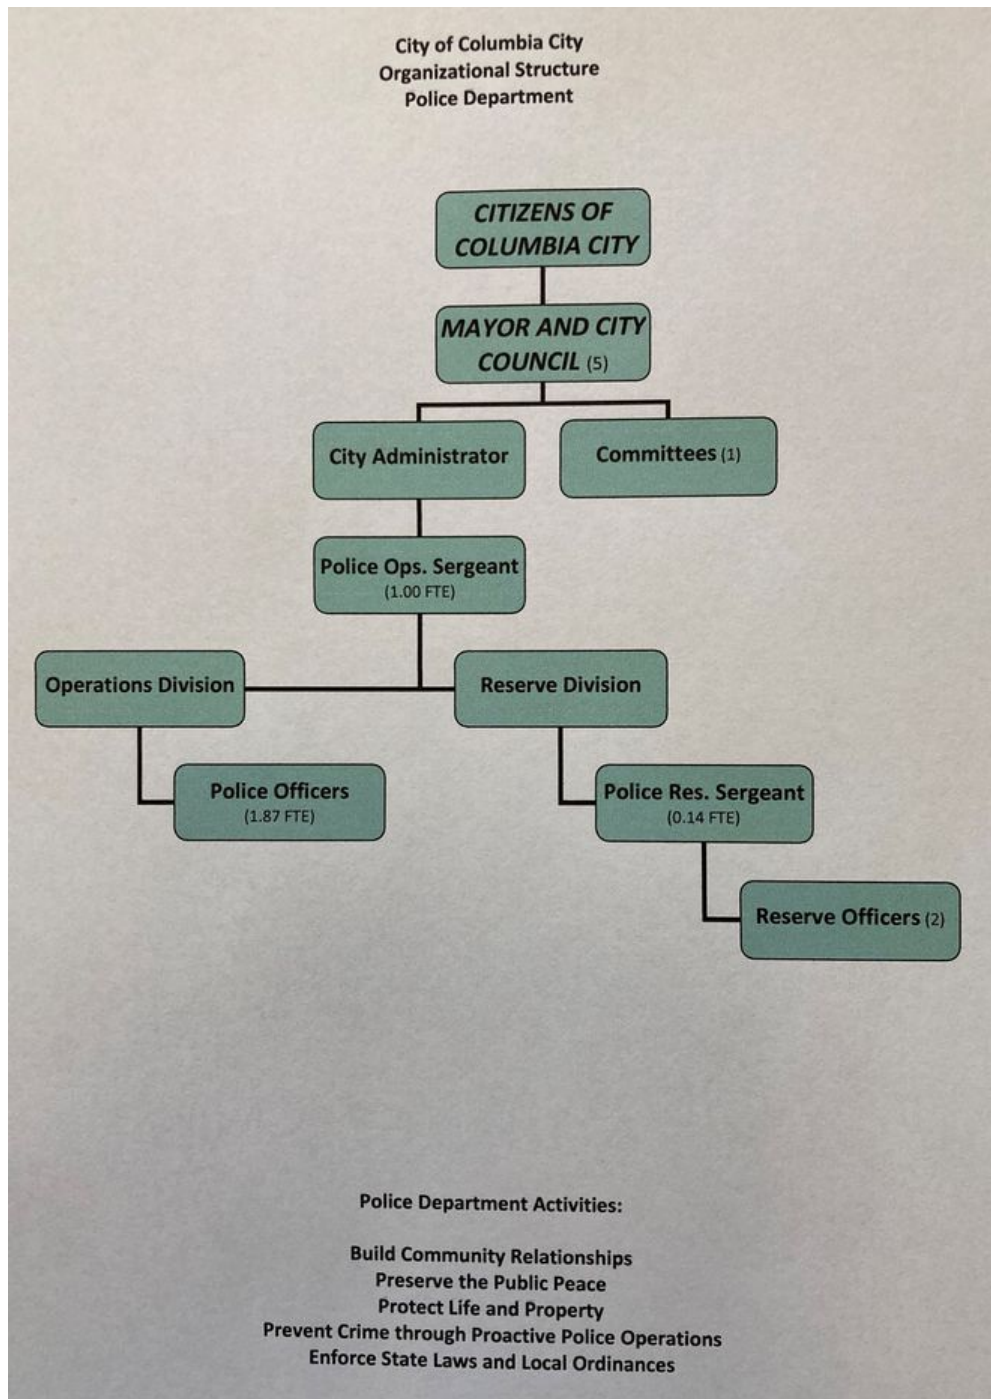 City of Columbia City
Organizational Structure
Police Department
CITIZENS OF
COLUMBIA CITY
MAYOR AND CITY
COUNCIL (5)
City Administrator
Committees (1)
Police Ops. Sergeant
(1.00 FTE)
Operations Division
Reserve Division
Police Officers
(1.87 FTE)
Police Res. Sergeant
(0.14 FTE)
Reserve Officers (2)
Police Department Activities:
Build Community Relationships
Preserve the Public Peace
Protect Life and Property
Prevent Crime through Proactive Police Operations
Enforce State Laws and Local Ordinances